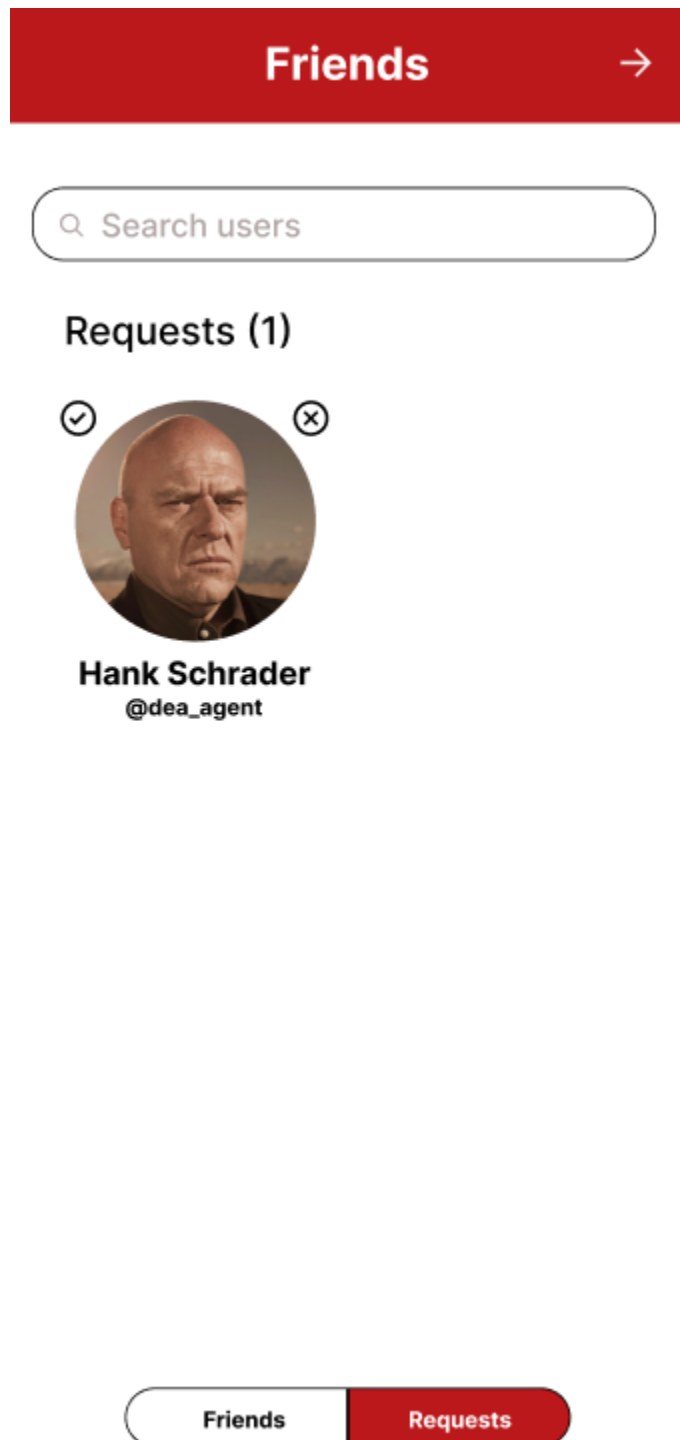 Friends
Search users
Requests (1)
Hank Schrader
@dea_agent
Friends
Requests